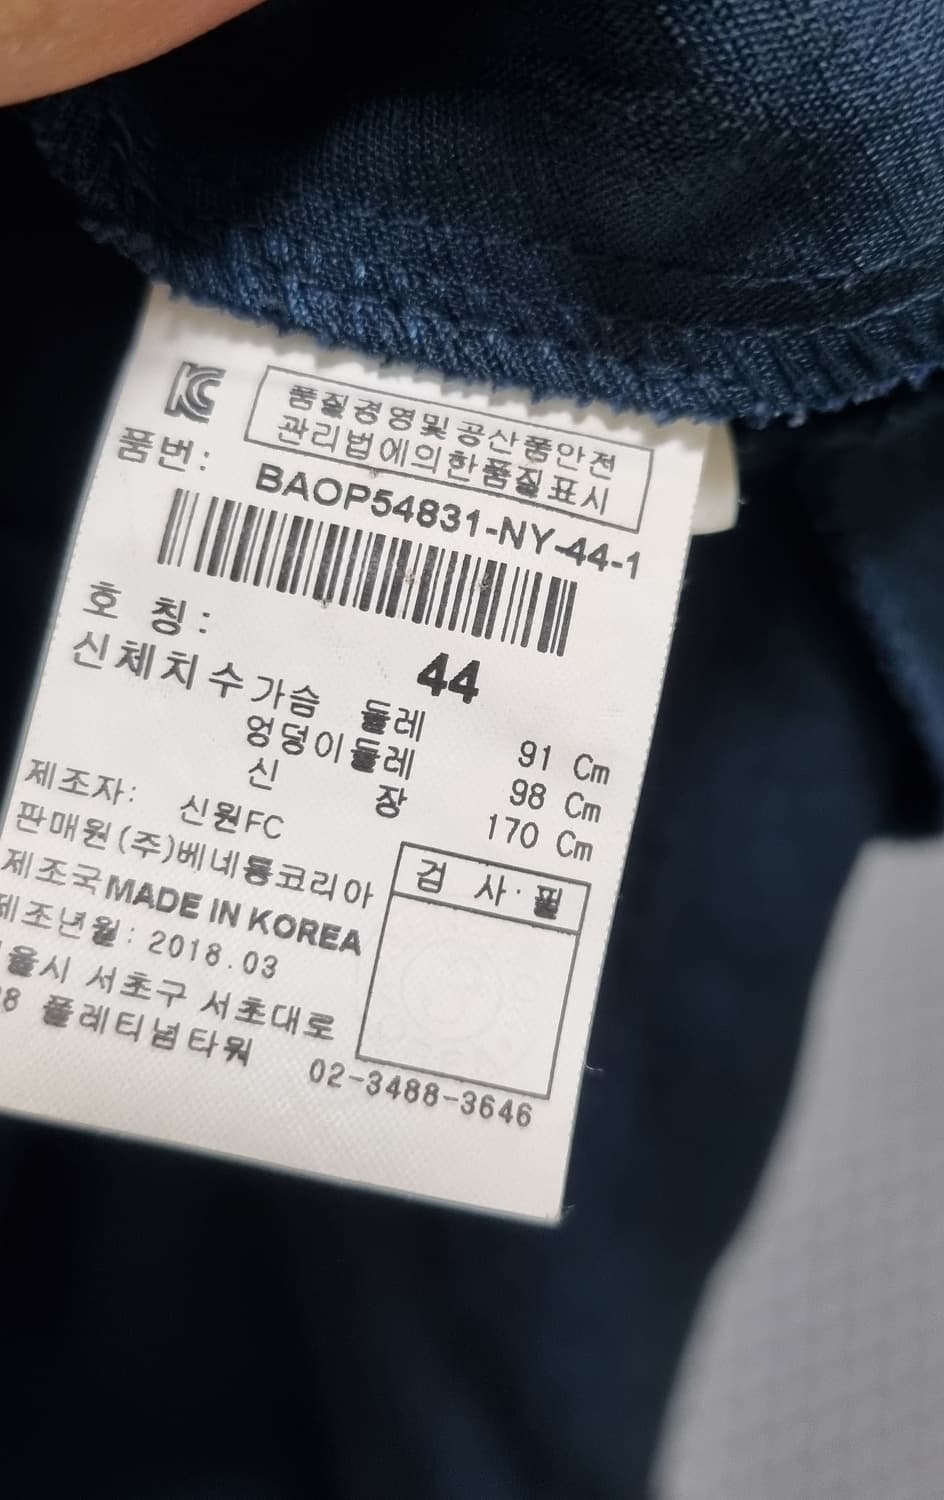 KC
품질경영및공산품안전
관리법에의한품질표시
품번:
BAOP54831-NY-44-1
호 칭:
44
신체치수 가슴 둘레 91 Cm
엉덩이둘레 98 Cm
신 장 170 Cm
제조자: 신원FC
판매원(주)베네통코리아
제조국MADE IN KOREA
제조년월: 2018.03
검 사·필
서초구 서초대로
플레티넘타워
02-3488-3646